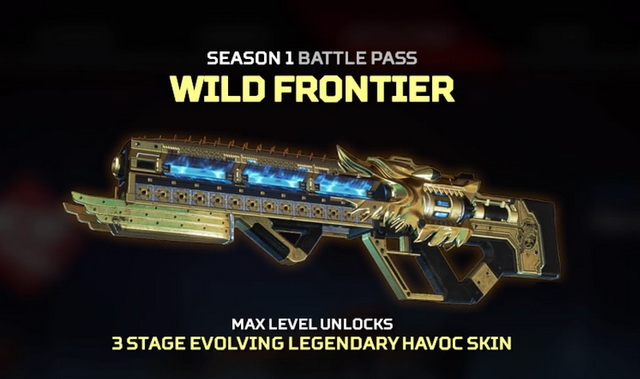 SEASON 1 BATTLE PASS
WILD FRONTIER
MAX LEVEL UNLOCKS
3 STAGE EVOLVING LEGENDARY HAVOC SKIN